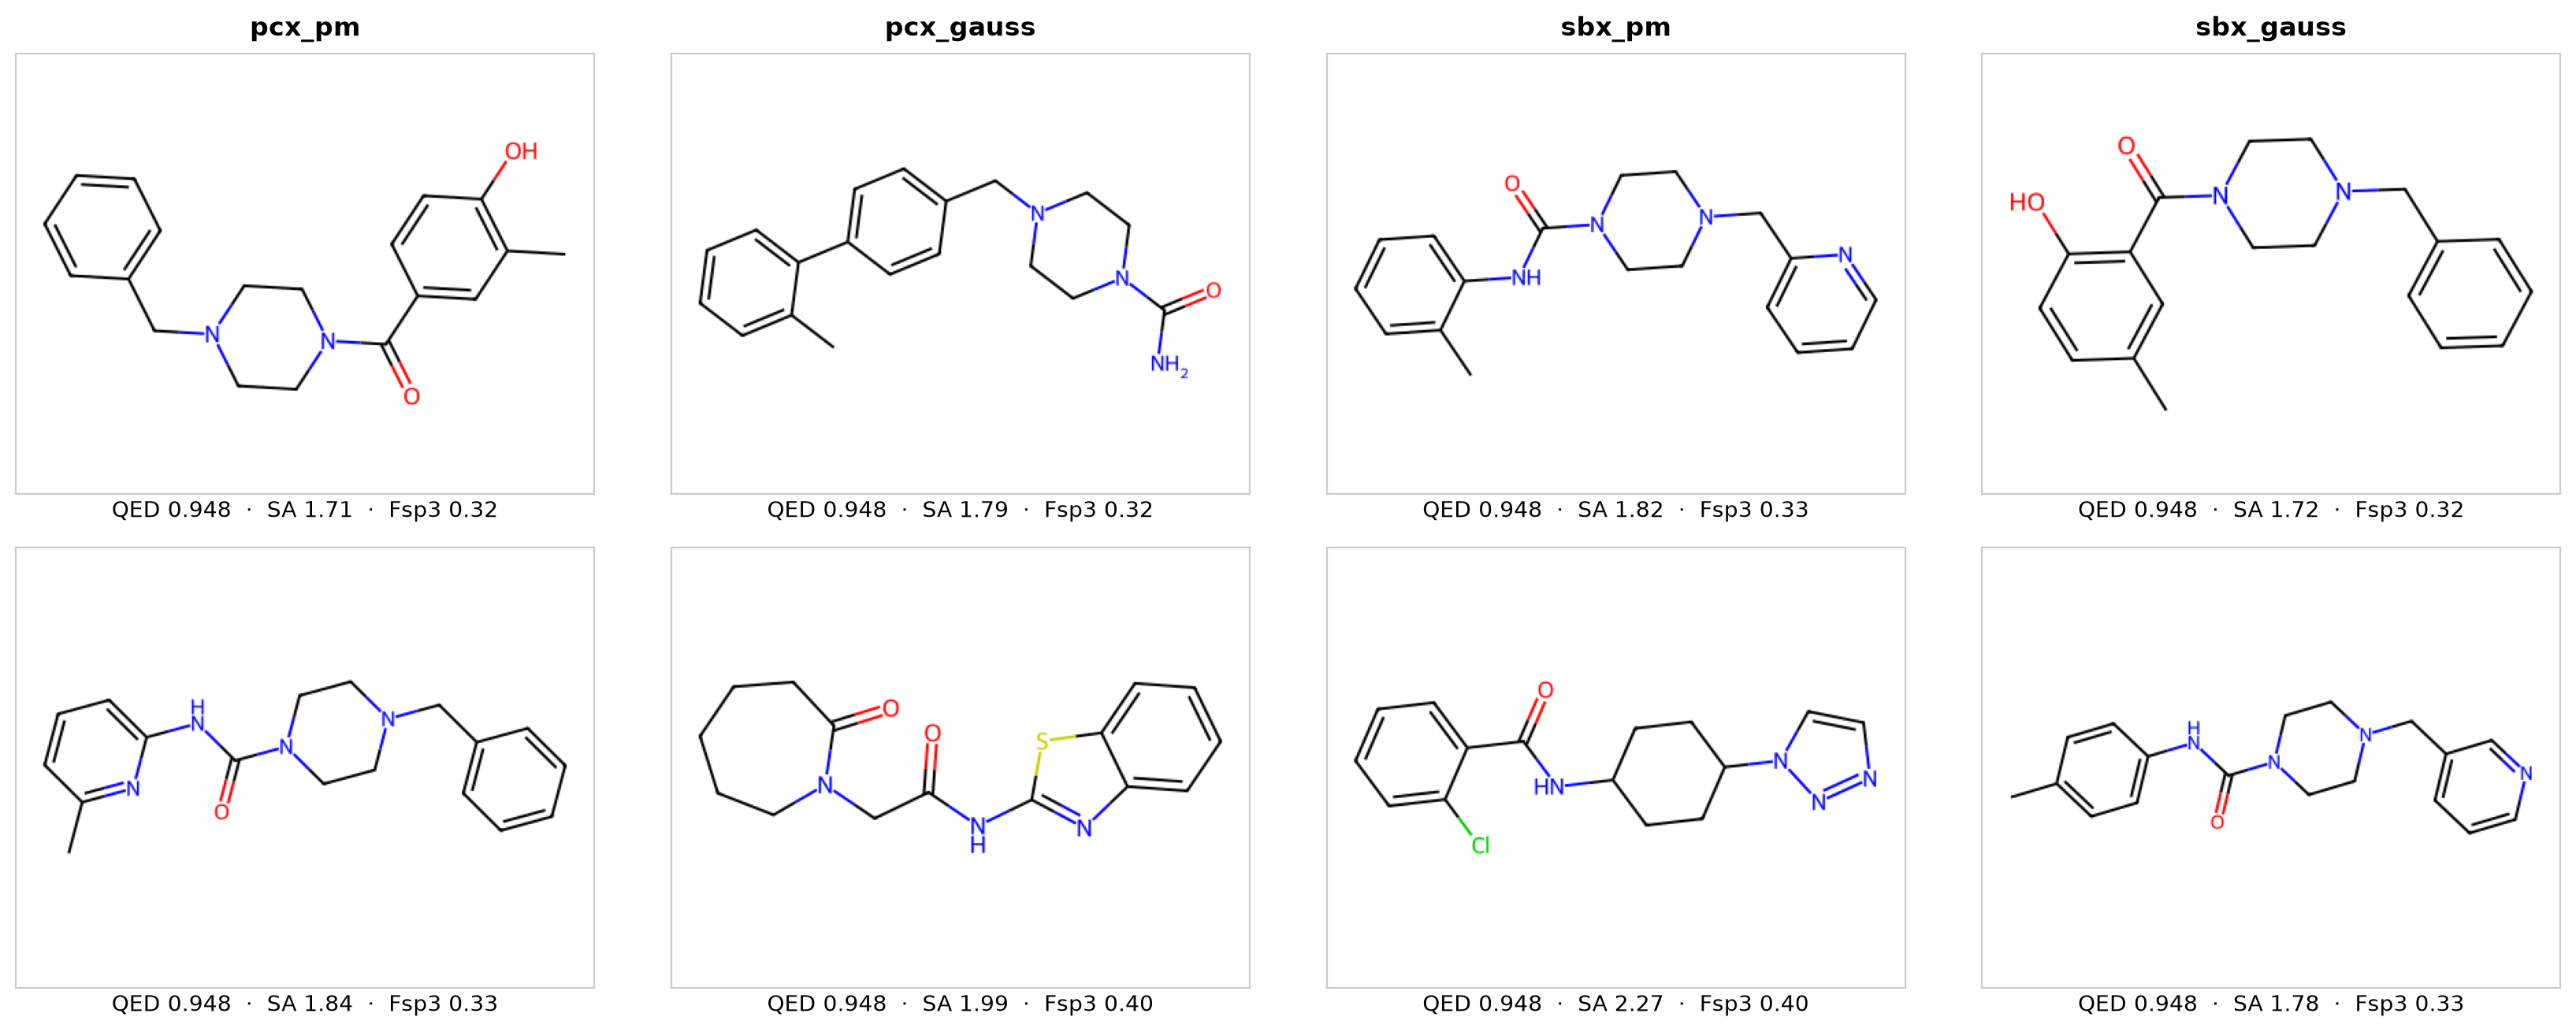 pcx_pm
pcx_gauss
sbx_pm
sbx_gauss
OH
N
N
O
N
N
O
NH2
O
N
N
NH
N
O
HO
N
N
QED 0.948 · SA 1.71 · Fsp3 0.32
QED 0.948 · SA 1.79 · Fsp3 0.32
QED 0.948 · SA 1.82 · Fsp3 0.33
QED 0.948 · SA 1.72 · Fsp3 0.32
H
N
N
N
N
O
O
O
S
N
N
H
N
O
HN
N
N
N
Cl
H
N
N
N
N
O
QED 0.948 · SA 1.84 · Fsp3 0.33
QED 0.948 · SA 1.99 · Fsp3 0.40
QED 0.948 · SA 2.27 · Fsp3 0.40
QED 0.948 · SA 1.78 · Fsp3 0.33